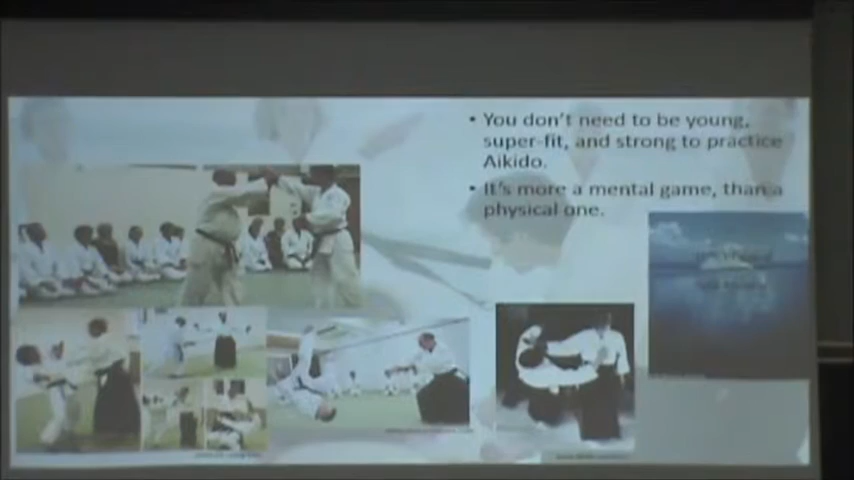 • You don't need to be young,
super-fit, and strong to practice
Aikido.
• It's more a mental game, than a
physical one.